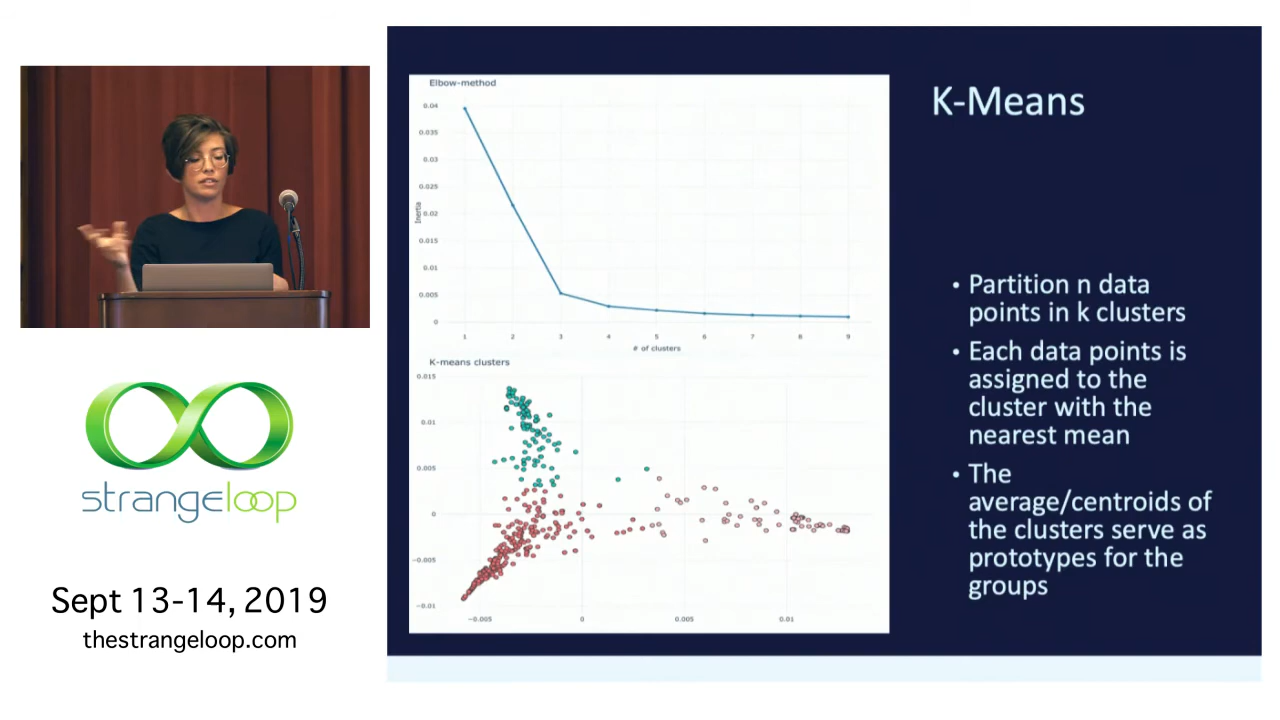 strangeloop
Sept 13-14, 2019
thestrangeloop.com
Elbow-method
0.04
0.035
0.03
0.025
0.02
0.015
0.01
0.005
0
Inertia
1 2 3 4 5 6 7 8 9
# of clusters
K-means clusters
0.015
0.01
0.005
0
−0.005
−0.01
−0.005 0 0.005 0.01
K-Means
• Partition n data
points in k clusters
• Each data points is
assigned to the
cluster with the
nearest mean
• The
average/centroids of
the clusters serve as
prototypes for the
groups